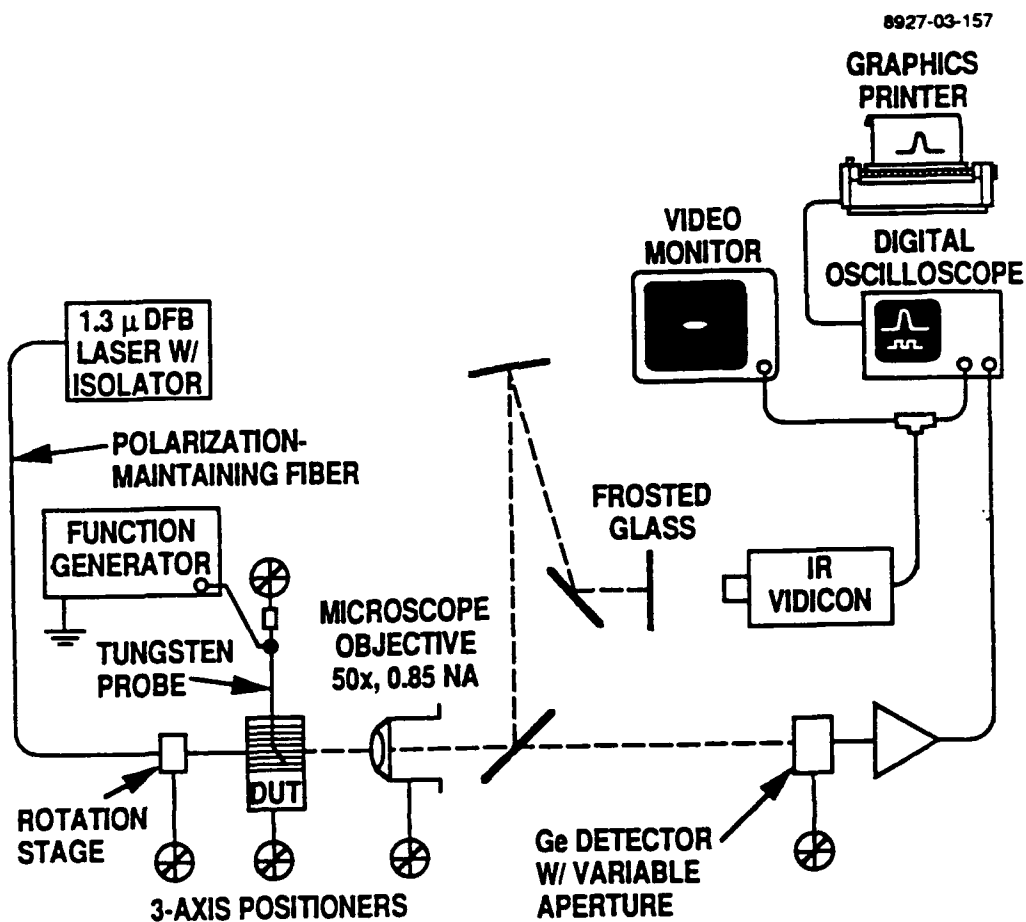 8927-03-157
GRAPHICS
PRINTER
VIDEO
MONITOR
DIGITAL
OSCILLOSCOPE
1.3 μ DFB
LASER W/
ISOLATOR
POLARIZATION-
MAINTAINING FIBER
FUNCTION
GENERATOR
FROSTED
GLASS
IR
VIDICON
MICROSCOPE
OBJECTIVE
50x, 0.85 NA
TUNGSTEN
PROBE
DUT
ROTATION
STAGE
3-AXIS POSITIONERS
Ge DETECTOR
W/ VARIABLE
APERTURE